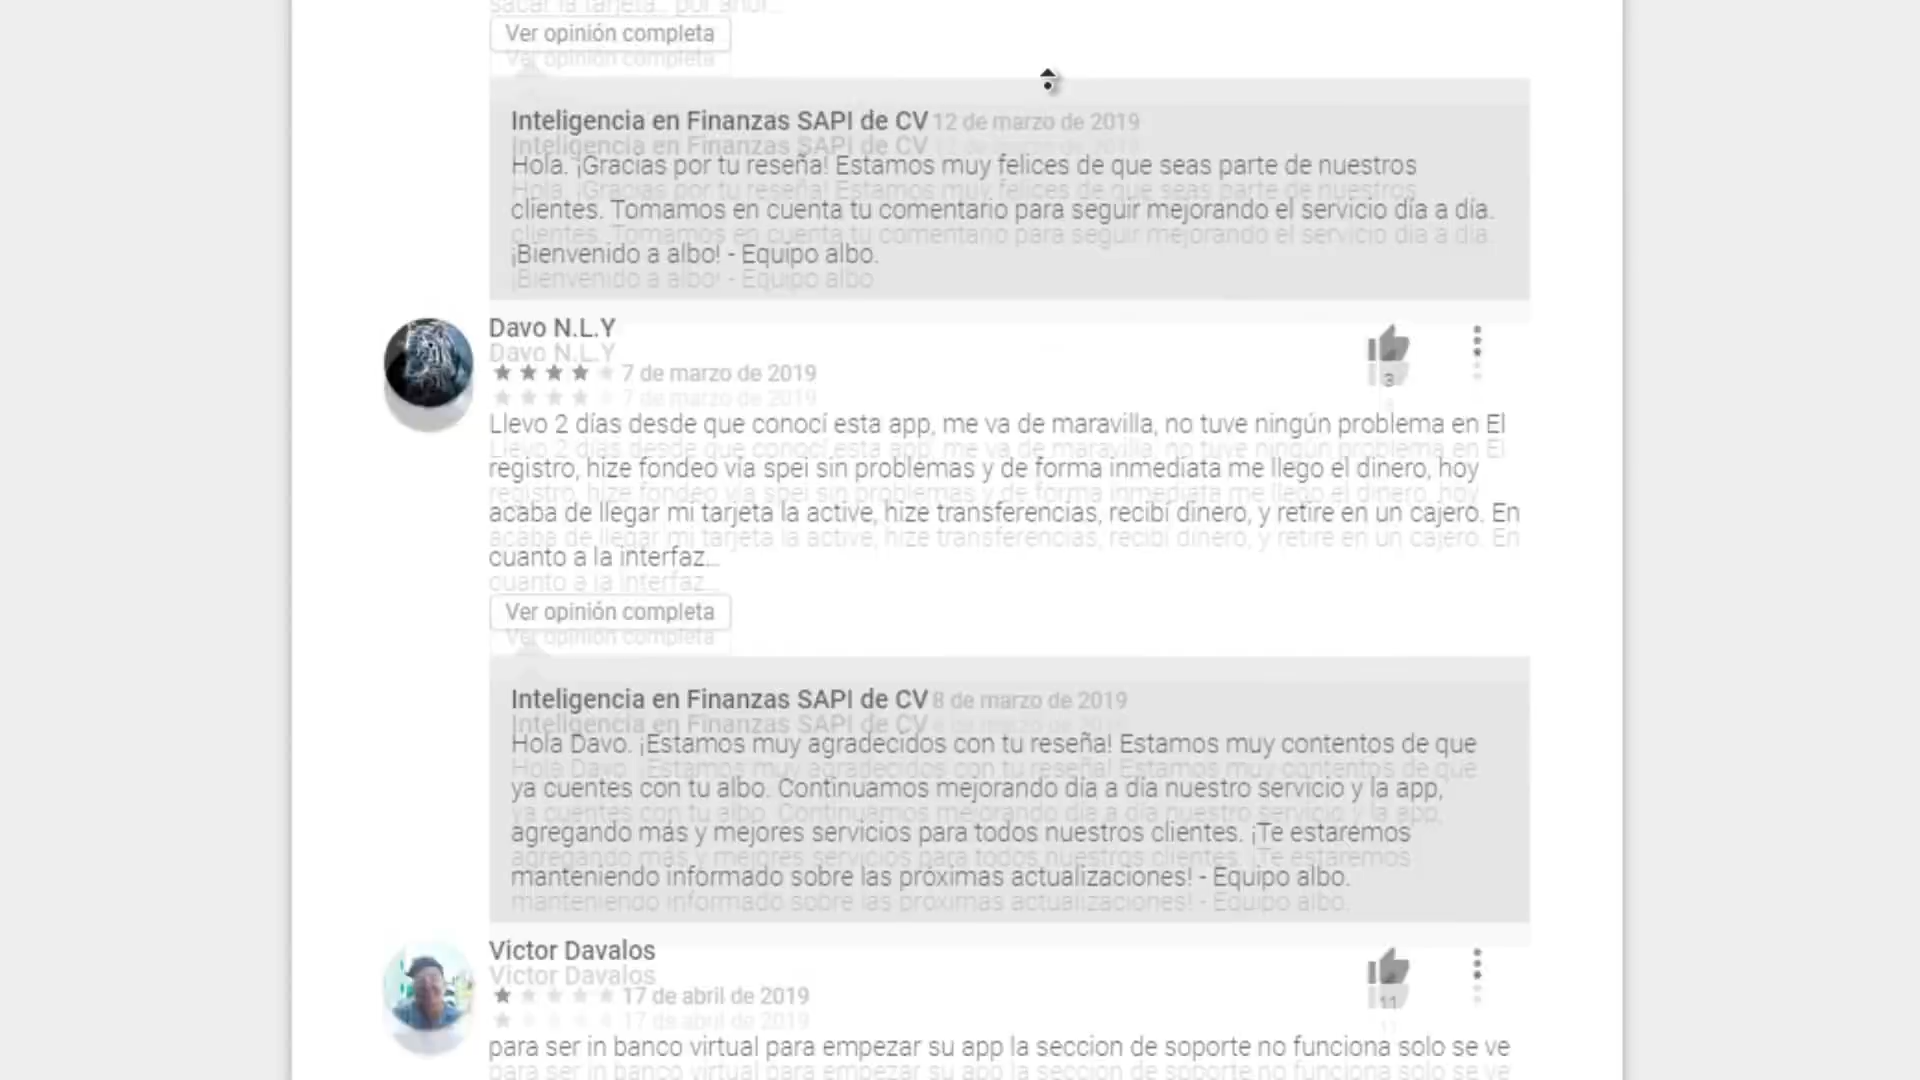 sacar la tarjeta... por ahor...
Ver opinión completa
Inteligencia en Finanzas SAPI de CV 12 de marzo de 2019
Hola. ¡Gracias por tu reseña! Estamos muy felices de que seas parte de nuestros
clientes. Tomamos en cuenta tu comentario para seguir mejorando el servicio día a día.
¡Bienvenido a albo! - Equipo albo.
Davo N.L.Y
7 de marzo de 2019
3
Llevo 2 días desde que conocí esta app, me va de maravilla, no tuve ningún problema en El
registro, hize fondeo vía spei sin problemas y de forma inmediata me llego el dinero, hoy
acaba de llegar mi tarjeta la active, hize transferencias, recibí dinero, y retire en un cajero. En
cuanto a la interfaz...
Ver opinión completa
Inteligencia en Finanzas SAPI de CV 8 de marzo de 2019
Hola Davo. ¡Estamos muy agradecidos con tu reseña! Estamos muy contentos de que
ya cuentes con tu albo. Continuamos mejorando día a día nuestro servicio y la app,
agregando más y mejores servicios para todos nuestros clientes. ¡Te estaremos
manteniendo informado sobre las próximas actualizaciones! - Equipo albo.
Victor Davalos
17 de abril de 2019
11
para ser in banco virtual para empezar su app la seccion de soporte no funciona solo se ve